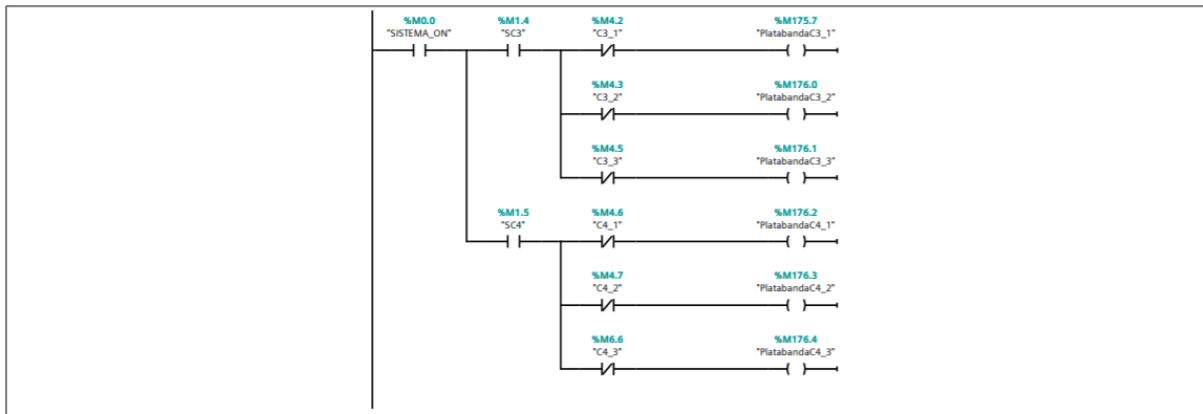 %M0.0 %M1.4 %M4.2 %M175.7
"SISTEMA_ON" "SC3" "C3_1" "PlatabandaC3_1"
%M4.3 %M176.0
"C3_2" "PlatabandaC3_2"
%M4.5 %M176.1
"C3_3" "PlatabandaC3_3"
%M1.5 %M4.6 %M176.2
"SC4" "C4_1" "PlatabandaC4_1"
%M4.7 %M176.3
"C4_2" "PlatabandaC4_2"
%M6.6 %M176.4
"C4_3" "PlatabandaC4_3"